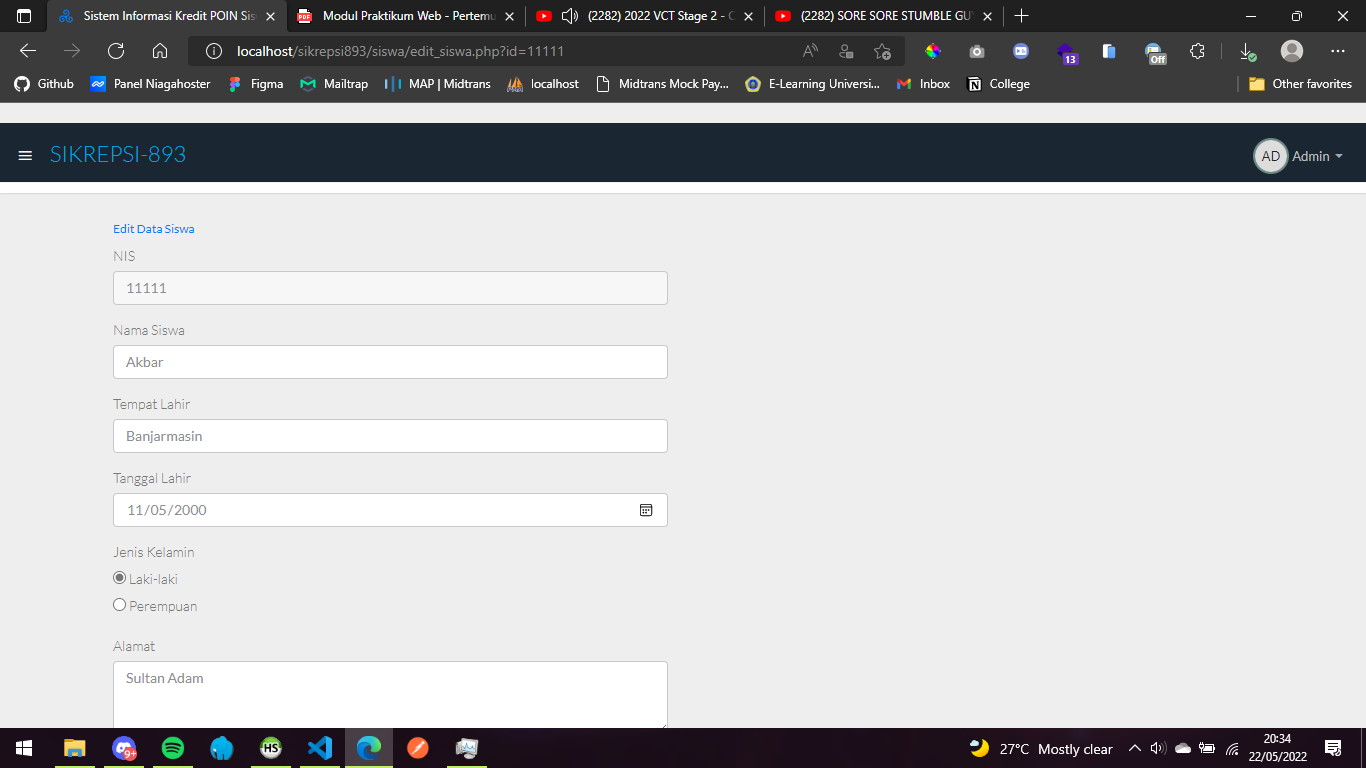 Sistem Informasi Kredit POIN Sis
Modul Praktikum Web - Pertemu
(2282) 2022 VCT Stage 2 - C
(2282) SORE SORE STUMBLE GU
localhost/sikrepsi893/siswa/edit_siswa.php?id=11111
13
Off
Github
Panel Niagahoster
Figma
Mailtrap
MAP | Midtrans
localhost
Midtrans Mock Pay...
E-Learning Universi...
Inbox
College
Other favorites
SIKREPSI-893
AD
Admin
Edit Data Siswa
NIS
11111
Nama Siswa
Akbar
Tempat Lahir
Banjarmasin
Tanggal Lahir
11/05/2000
Jenis Kelamin
Laki-laki
Perempuan
Alamat
Sultan Adam
9+
HS
27°C Mostly clear
20:34
22/05/2022